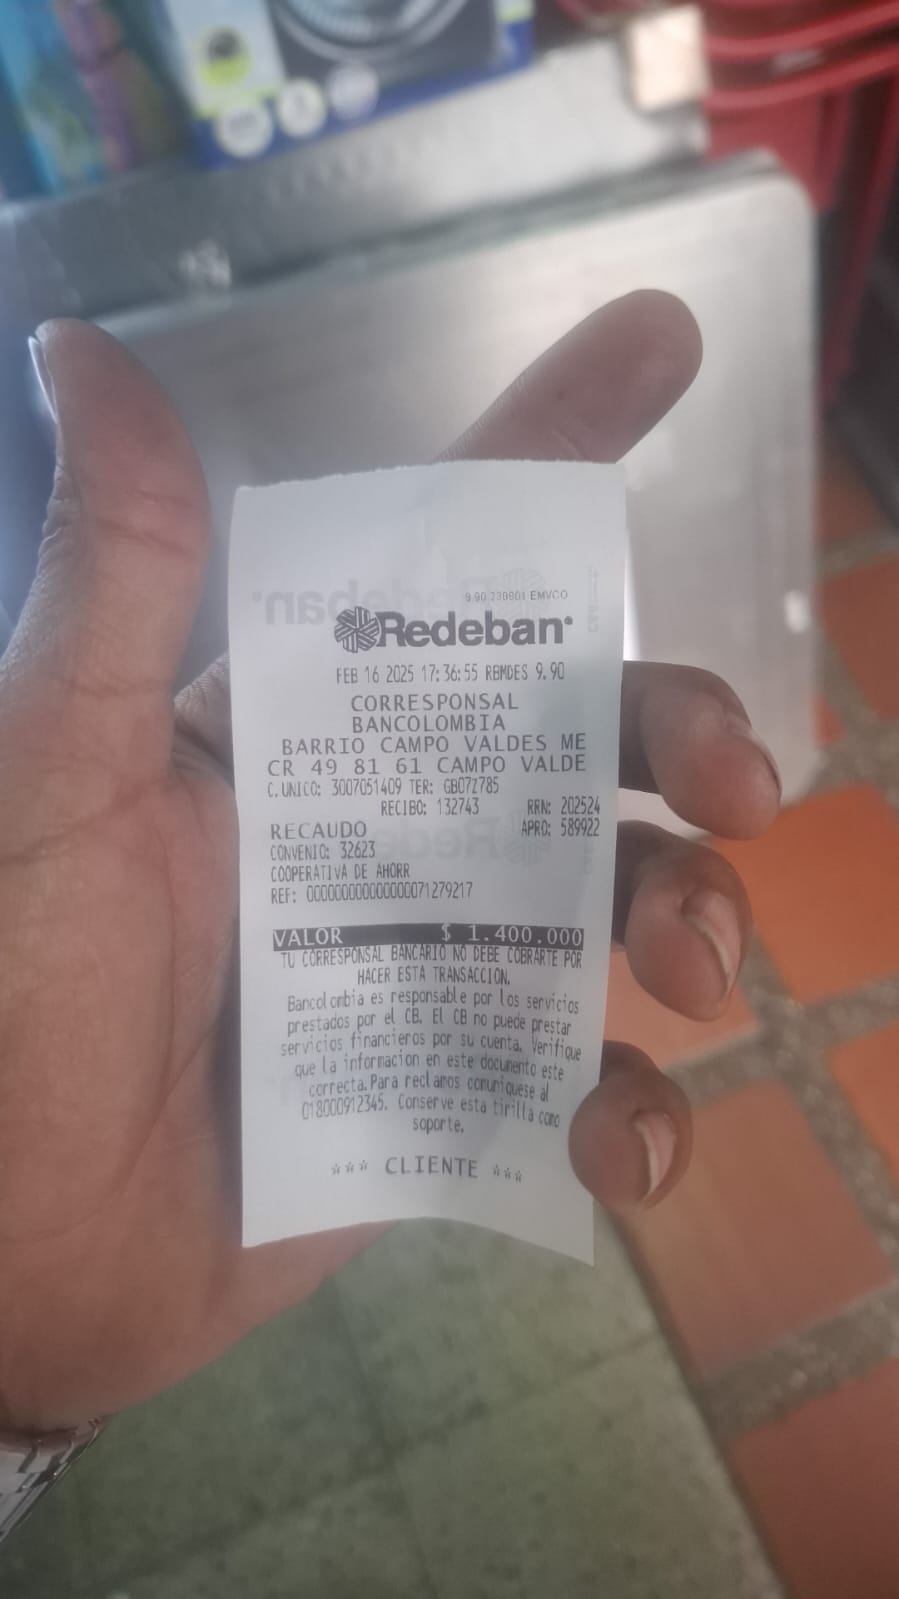 9.90 230901 EMVCO
Redeban
FEB 16 2025 17:36:55 RBMDES 9.90
CORRESPONSAL
BANCOLOMBIA
BARRIO CAMPO VALDES ME
CR 49 81 61 CAMPO VALDE
C.UNICO: 3007051409 TER: GB07Z785
RECIBO: 132743 RRN: 202524
RECAUDO APRO: 589922
CONVENIO: 32623
COOPERATIVA DE AHORR
REF: 00000000000000071279217
VALOR $ 1.400.000
TU CORRESPONSAL BANCARIO NO DEBE COBRARTE POR
HACER ESTA TRANSACCION.
Bancolombia es responsable por los servicios
prestados por el CB. El CB no puede prestar
servicios financieros por su cuenta. Verifique
que la informacion en este documento este
correcta.Para reclamos comuniquese al
018000912345. Conserve esta tirilla como
soporte.
*** CLIENTE ***